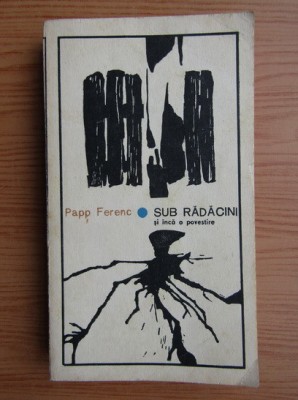 Papp Ferenc SUB RĂDĂCINI
și încă o povestire